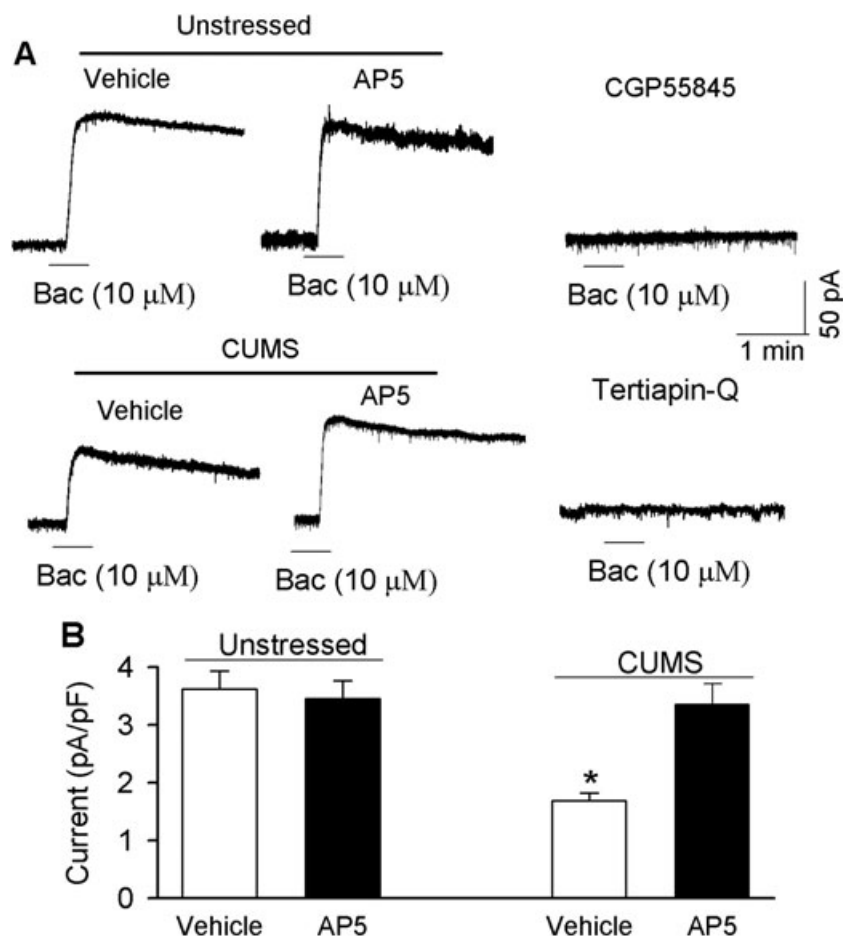 A
Unstressed
Vehicle AP5 CGP55845
Bac (10 μM) Bac (10 μM) Bac (10 μM)
50 pA
1 min
CUMS
Vehicle AP5 Tertiapin-Q
Bac (10 μM) Bac (10 μM) Bac (10 μM)
B
Unstressed CUMS
Current (pA/pF)
4
3
2
1
0
*
Vehicle AP5 Vehicle AP5